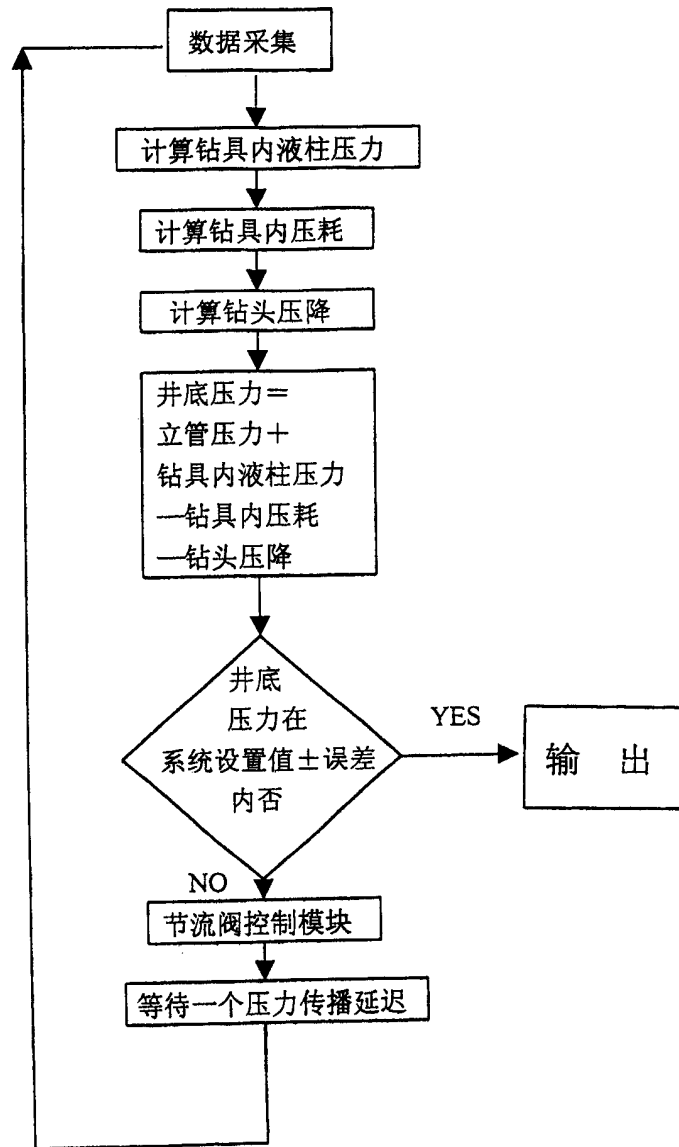 数据采集
计算钻具内液柱压力
计算钻具内压耗
计算钻头压降
井底压力＝
立管压力＋
钻具内液柱压力
—钻具内压耗
—钻头压降
井底
压力在
系统设置值±误差
内否
YES
输 出
NO
节流阀控制模块
等待一个压力传播延迟